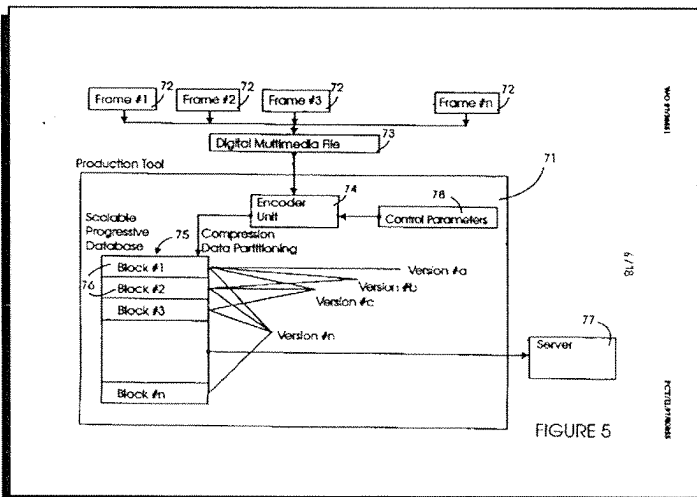 72 72 72 72
Frame #1 Frame #2 Frame #3 Frame #n
73
Digital Multimedia File
Production Tool
71
74
78
Encoder Unit
Control Parameters
Scalable Progressive Database
75
Compression
Data Partitioning
76
Block #1
Block #2
Block #3
Block #n
Version #a
Version #b
Version #c
Version #n
77
Server
FIGURE 5
6/18